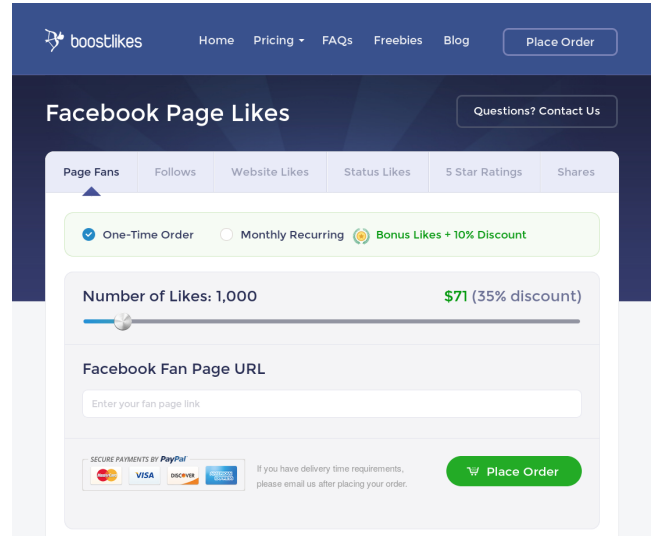 boostlikes Home Pricing FAQs Freebies Blog Place Order
Facebook Page Likes Questions? Contact Us
Page Fans Follows Website Likes Status Likes 5 Star Ratings Shares
One-Time Order Monthly Recurring Bonus Likes + 10% Discount
Number of Likes: 1,000 $71 (35% discount)
Facebook Fan Page URL
Enter your fan page link
SECURE PAYMENTS BY PayPal
MasterCard VISA DISCOVER AMERICAN EXPRESS
If you have delivery time requirements,
please email us after placing your order.
Place Order